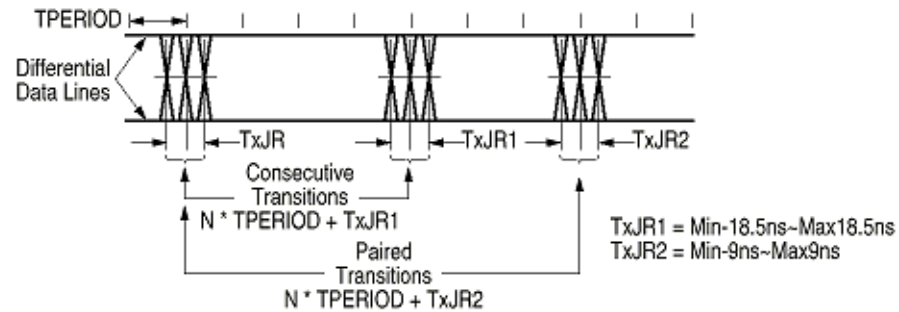 TPERIOD
Differential
Data Lines
TxJR
TxJR1
TxJR2
Consecutive
Transitions
N * TPERIOD + TxJR1
Paired
Transitions
N * TPERIOD + TxJR2
TxJR1 = Min-18.5ns~Max18.5ns
TxJR2 = Min-9ns~Max9ns